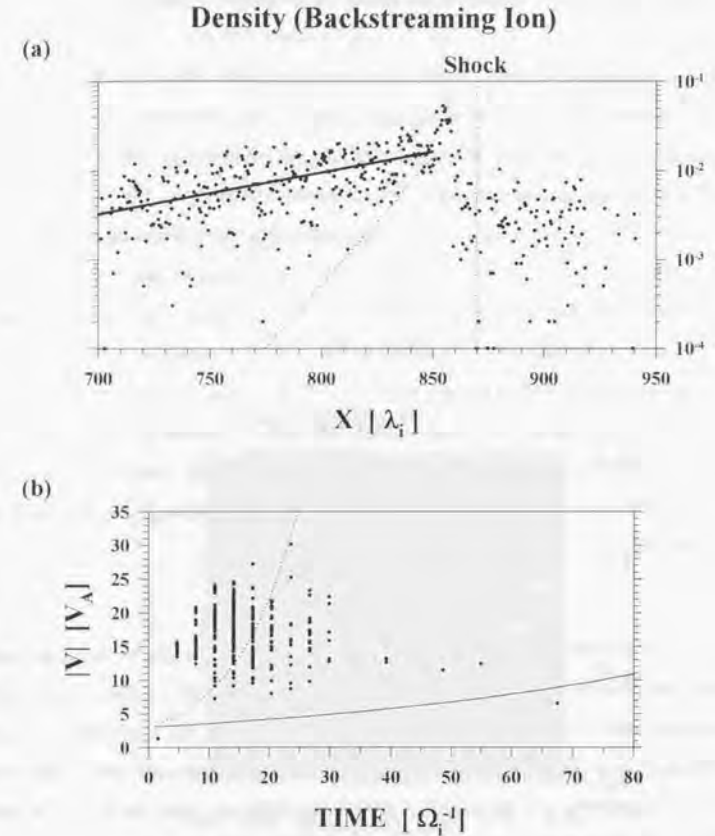 Density (Backstreaming Ion)
(a)
Shock
10⁻¹
10⁻²
10⁻³
10⁻⁴
700 750 800 850 900 950
X [ λᵢ ]
(b)
|V| [V_A]
35
30
25
20
15
10
5
0
0 10 20 30 40 50 60 70 80
TIME [ Ωᵢ⁻¹ ]